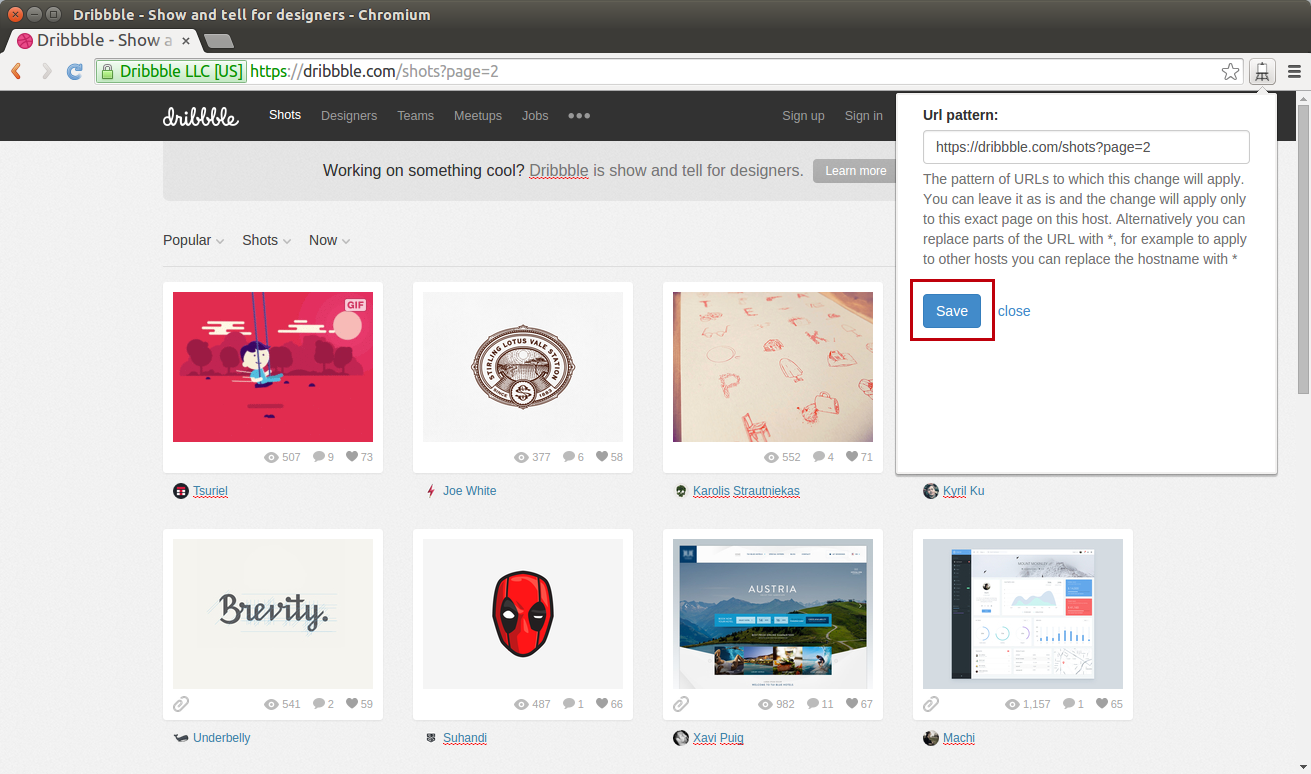 Dribbble - Show and tell for designers - Chromium
Dribbble - Show a
Dribbble LLC [US] https://dribbble.com/shots?page=2
dribbble Shots Designers Teams Meetups Jobs Sign up Sign in
Working on something cool? Dribbble is show and tell for designers. Learn more
Popular Shots Now
Url pattern:
https://dribbble.com/shots?page=2
The pattern of URLs to which this change will apply.
You can leave it as is and the change will apply only
to this exact page on this host. Alternatively you can
replace parts of the URL with *, for example to apply
to other hosts you can replace the hostname with *
Save close
GIF
STIRLING LOTUS VALE STATION
SINCE 1883
507 9 73
377 6 58
552 4 71
Tsuriel
Joe White
Karolis Strautniekas
Kyril Ku
Brevity.
AUSTRIA
541 2 59
487 1 66
982 11 67
1,157 1 65
Underbelly
Suhandi
Xavi Puig
Machi